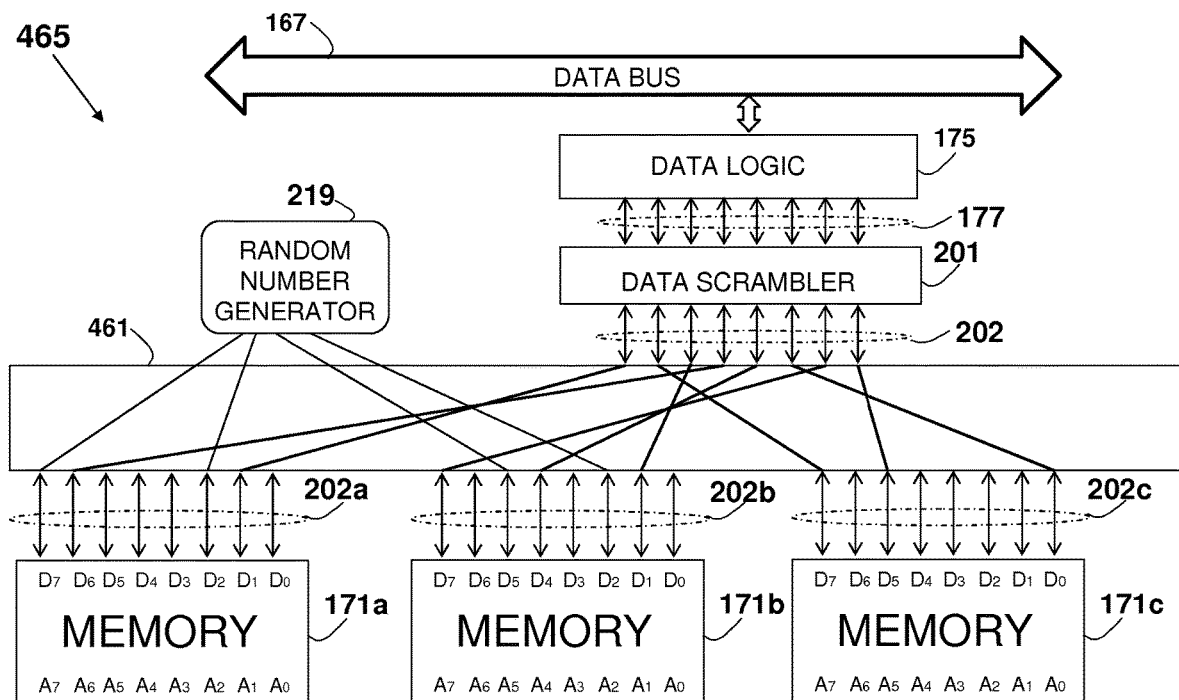 465
167
DATA BUS
DATA LOGIC
175
177
219
RANDOM
NUMBER
GENERATOR
DATA SCRAMBLER
201
202
461
202a
202b
202c
D7 D6 D5 D4 D3 D2 D1 D0
MEMORY
A7 A6 A5 A4 A3 A2 A1 A0
171a
D7 D6 D5 D4 D3 D2 D1 D0
MEMORY
A7 A6 A5 A4 A3 A2 A1 A0
171b
D7 D6 D5 D4 D3 D2 D1 D0
MEMORY
A7 A6 A5 A4 A3 A2 A1 A0
171c